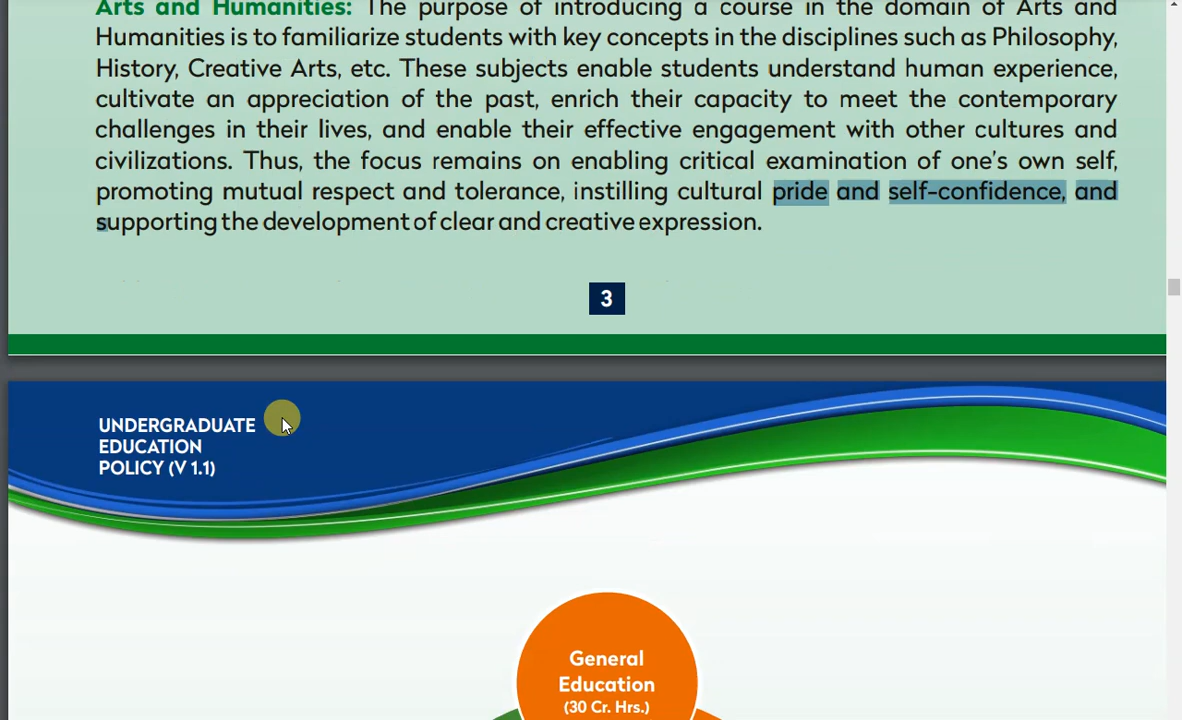 Arts and Humanities: The purpose of introducing a course in the domain of Arts and
Humanities is to familiarize students with key concepts in the disciplines such as Philosophy,
History, Creative Arts, etc. These subjects enable students understand human experience,
cultivate an appreciation of the past, enrich their capacity to meet the contemporary
challenges in their lives, and enable their effective engagement with other cultures and
civilizations. Thus, the focus remains on enabling critical examination of one's own self,
promoting mutual respect and tolerance, instilling cultural pride and self-confidence, and
supporting the development of clear and creative expression.
3
UNDERGRADUATE
EDUCATION
POLICY (V 1.1)
General
Education
(30 Cr. Hrs.)